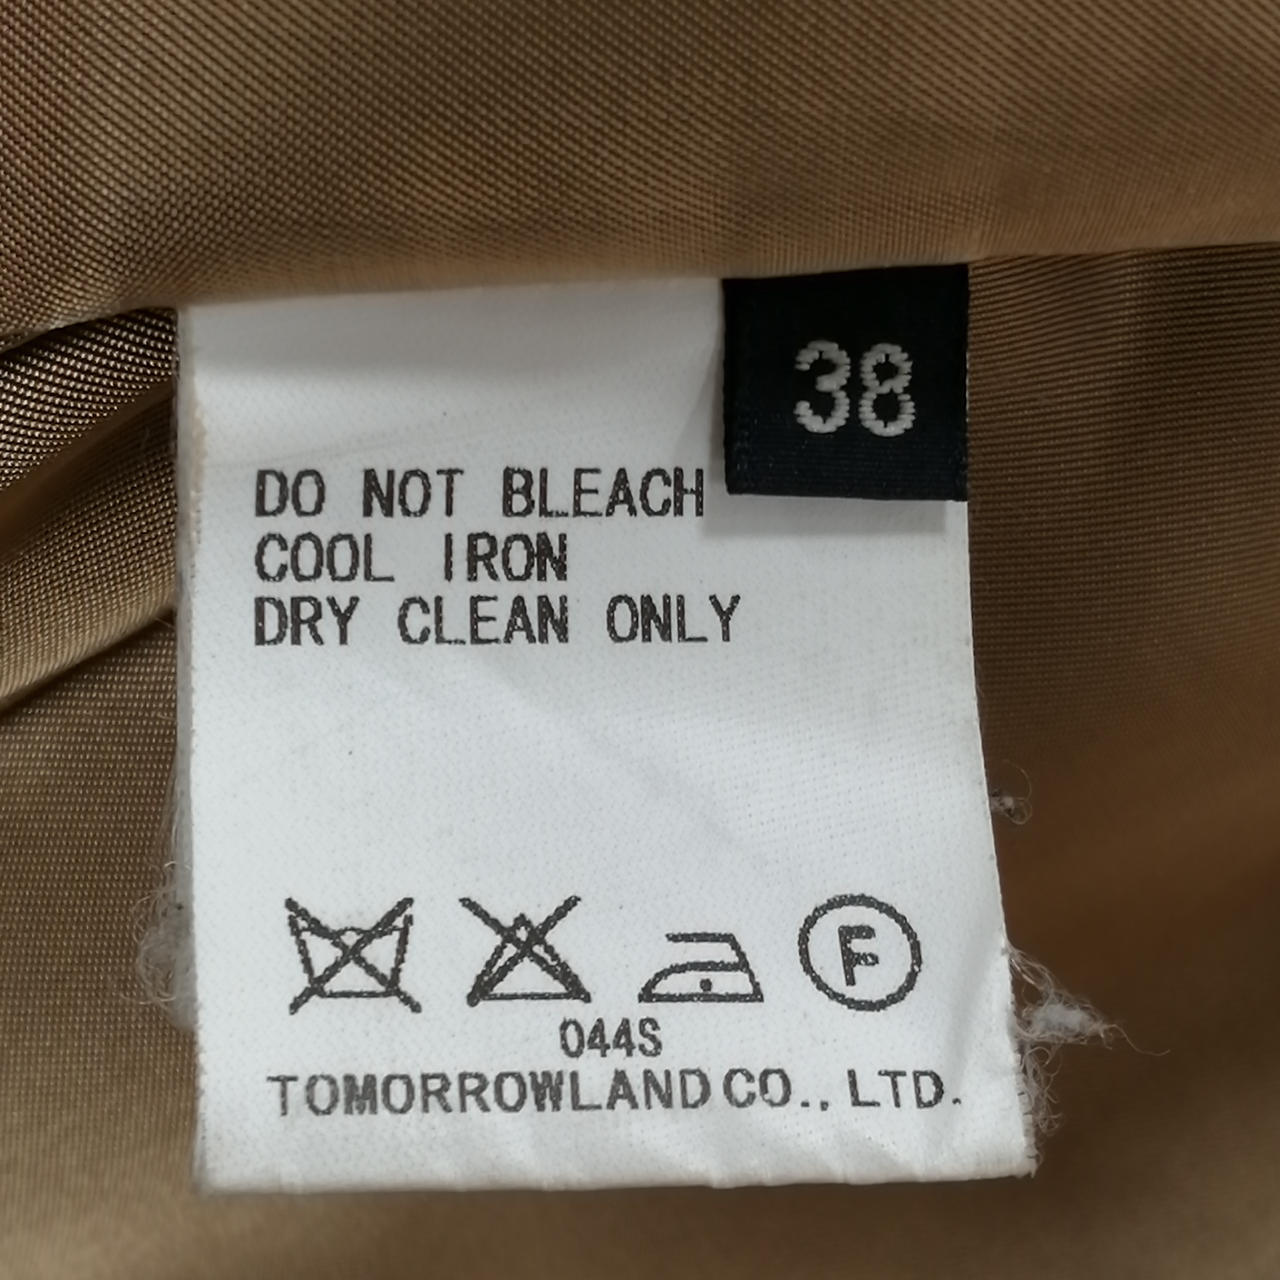 38
DO NOT BLEACH
COOL IRON
DRY CLEAN ONLY
F
044S
TOMORROWLAND CO., LTD.